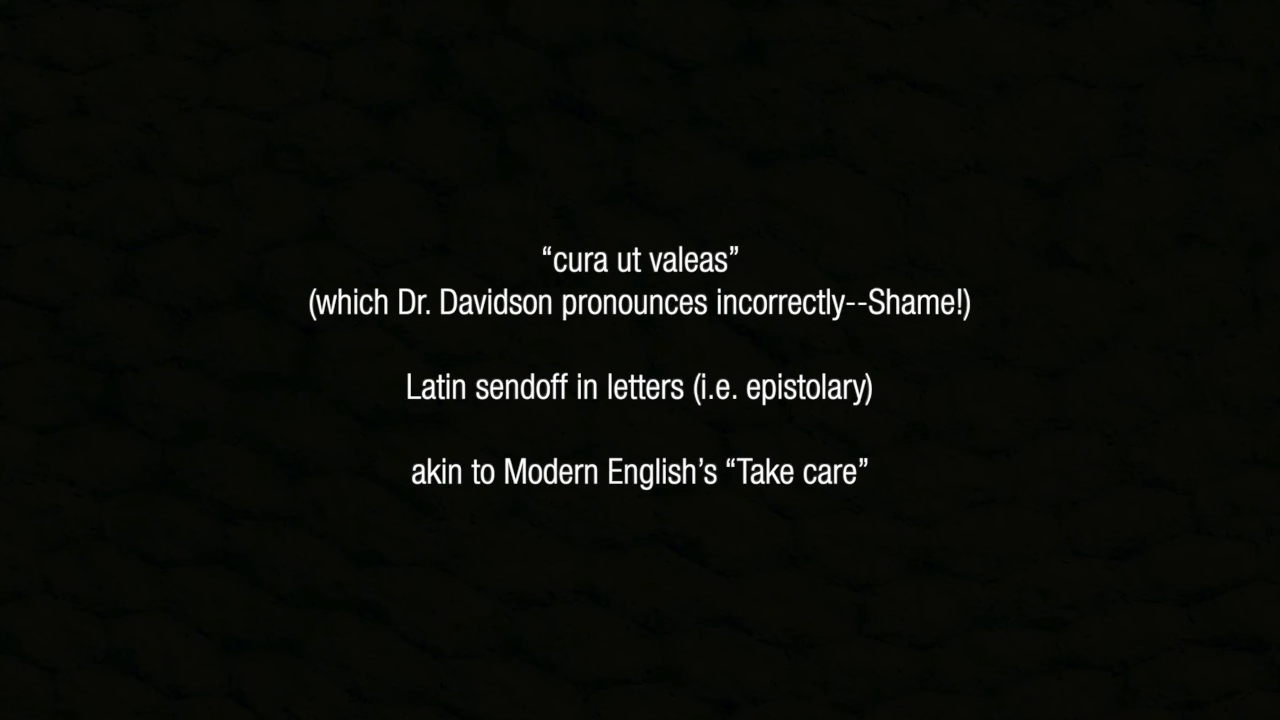 “cura ut valeas”
(which Dr. Davidson pronounces incorrectly--Shame!)
Latin sendoff in letters (i.e. epistolary)
akin to Modern English’s “Take care”